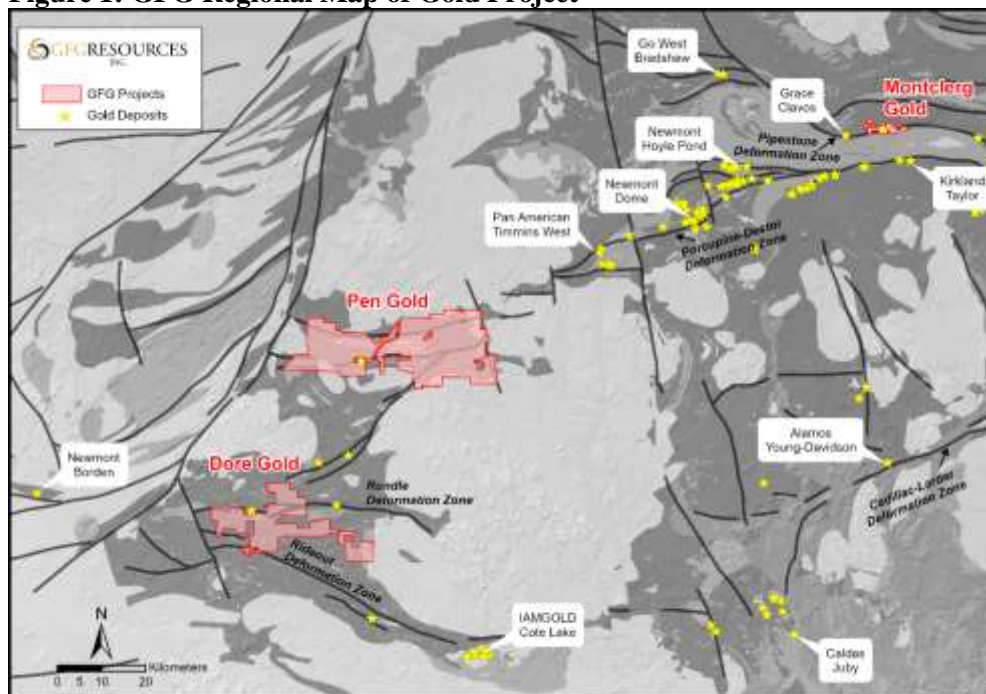 Figure 1: GFG Regional Map of Gold Project
GFGRESOURCES
INC.
GFG Projects
Gold Deposits
Go West
Bradshaw
Grace
Clavos
Montclerg
Gold
Pipestone
Deformation Zone
Newmont
Hoyle Pond
Newmont
Dome
Kirkland
Taylor
Pan American
Timmins West
Porcupine-Destor
Deformation Zone
Pen Gold
Alamos
Young-Davidson
Newmont
Borden
Dore Gold
Rundle
Deformation Zone
Cadillac-Larder
Deformation Zone
Rideout
Deformation Zone
IAMGOLD
Cote Lake
Caldas
Juby
N
Kilometers
0 5 10 20